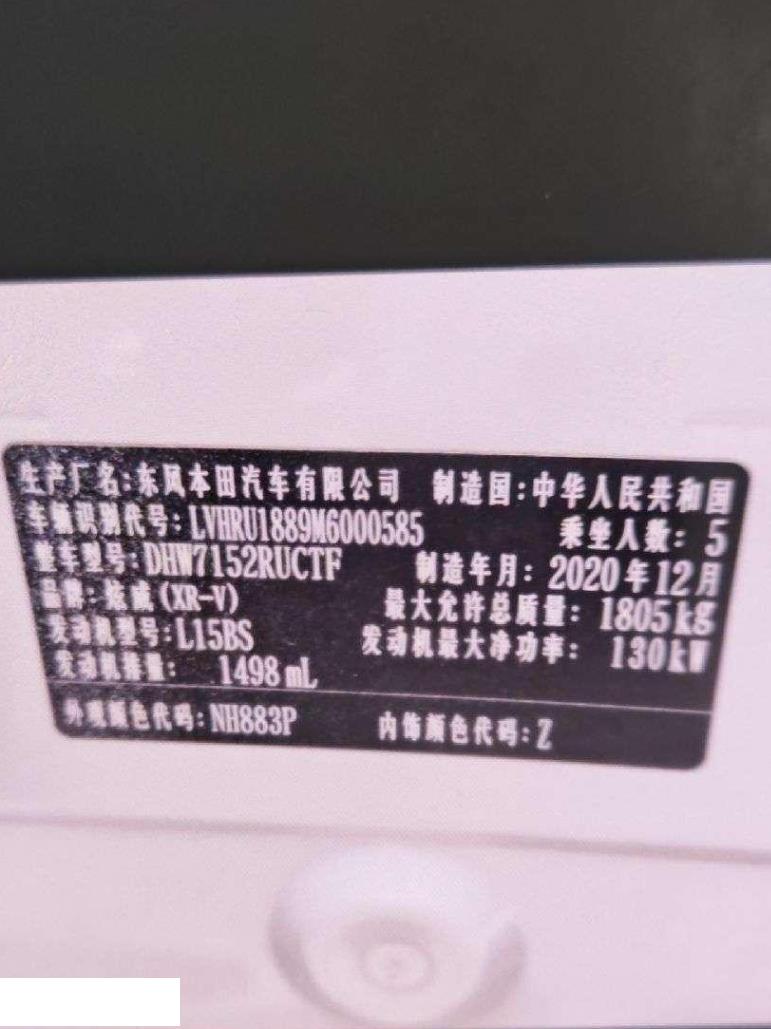 生产厂名:东风本田汽车有限公司 制造国:中华人民共和国
车辆识别代号:LVHRU1889M6000585 乘坐人数:5
整车型号:DHW7152RUCTF 制造年月:2020年12月
品牌:炫威(XR-V) 最大允许总质量:1805kg
发动机型号:L15BS 发动机最大净功率:130kW
发动机排量:1498mL
外观颜色代码:NH883P 内饰颜色代码:Z